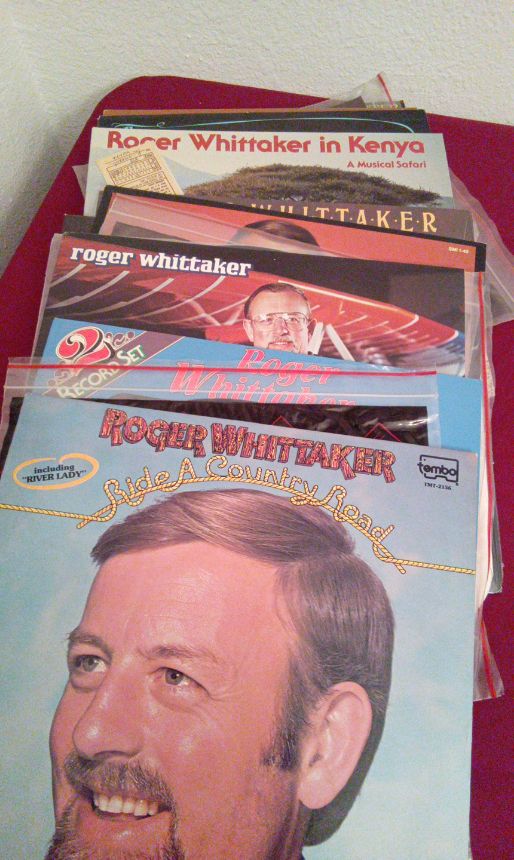 Roger Whittaker in Kenya
A Musical Safari
WHITTAKER
roger whittaker
2
RECORD SET
Roger
Whittaker
ROGER WHITTAKER
including
"RIVER LADY"
Ride A Country Road
tembo
TMT-2156